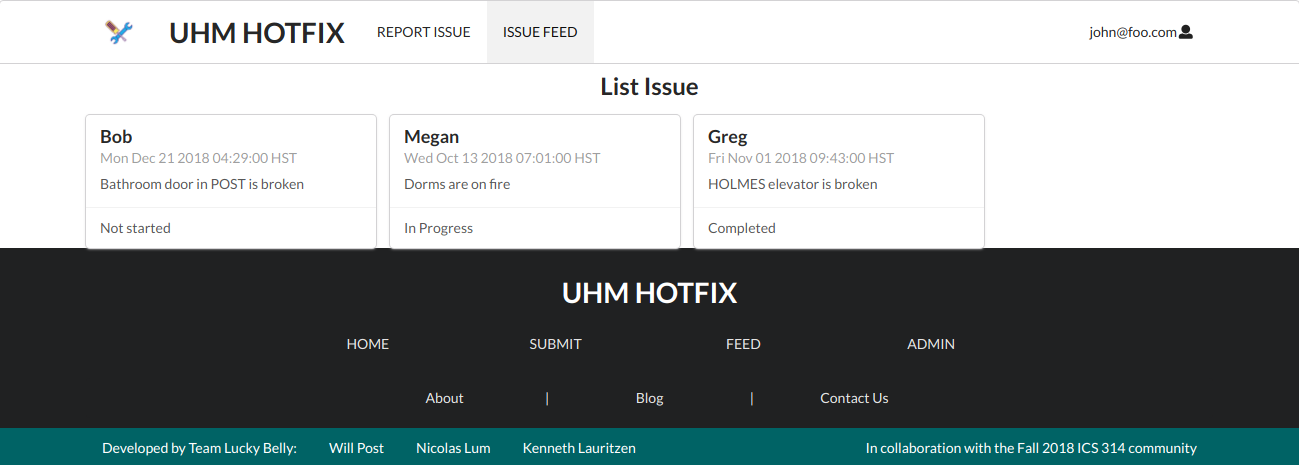 UHM HOTFIX REPORT ISSUE ISSUE FEED john@foo.com
List Issue
Bob
Mon Dec 21 2018 04:29:00 HST
Bathroom door in POST is broken
Not started
Megan
Wed Oct 13 2018 07:01:00 HST
Dorms are on fire
In Progress
Greg
Fri Nov 01 2018 09:43:00 HST
HOLMES elevator is broken
Completed
UHM HOTFIX
HOME SUBMIT FEED ADMIN
About | Blog | Contact Us
Developed by Team Lucky Belly: Will Post Nicolas Lum Kenneth Lauritzen In collaboration with the Fall 2018 ICS 314 community